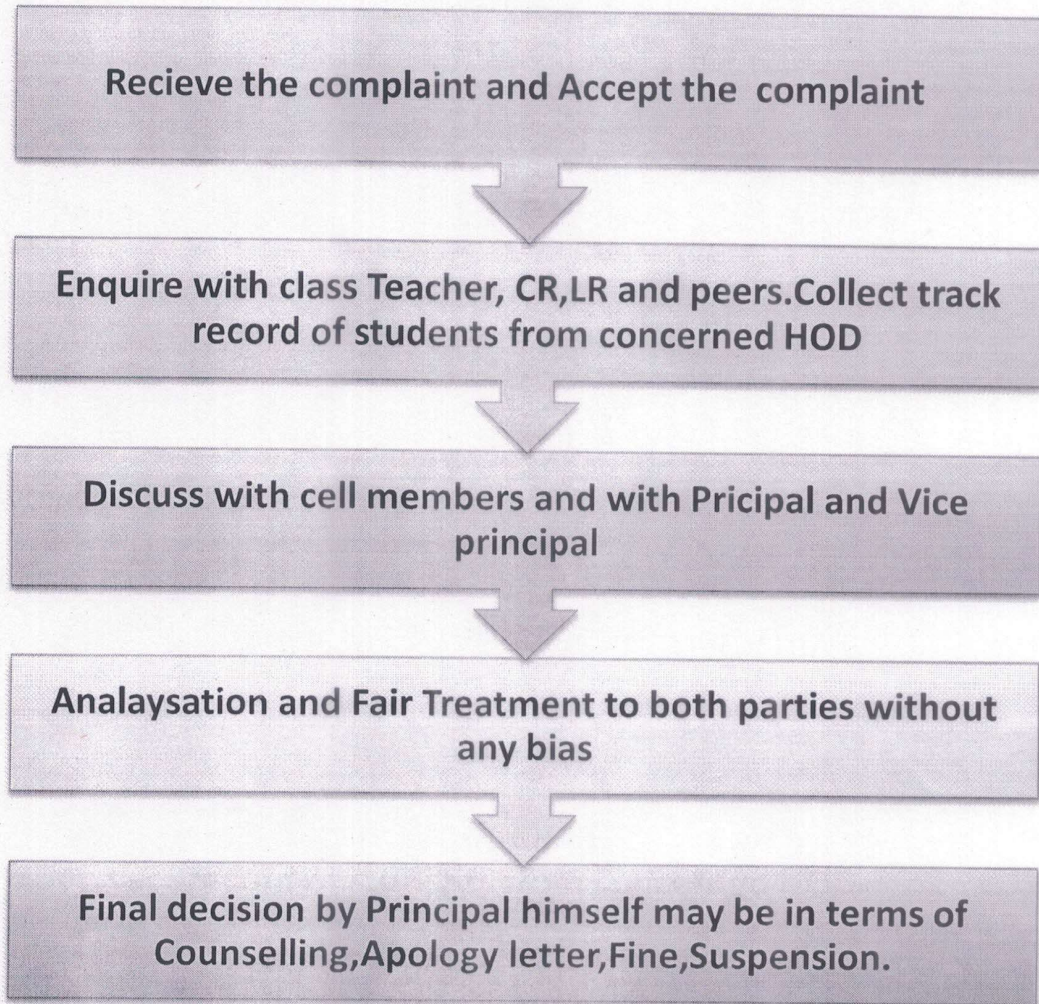 Recieve the complaint and Accept the complaint
Enquire with class Teacher, CR,LR and peers.Collect track
record of students from concerned HOD
Discuss with cell members and with Pricipal and Vice
principal
Analaysation and Fair Treatment to both parties without
any bias
Final decision by Principal himself may be in terms of
Counselling,Apology letter,Fine,Suspension.